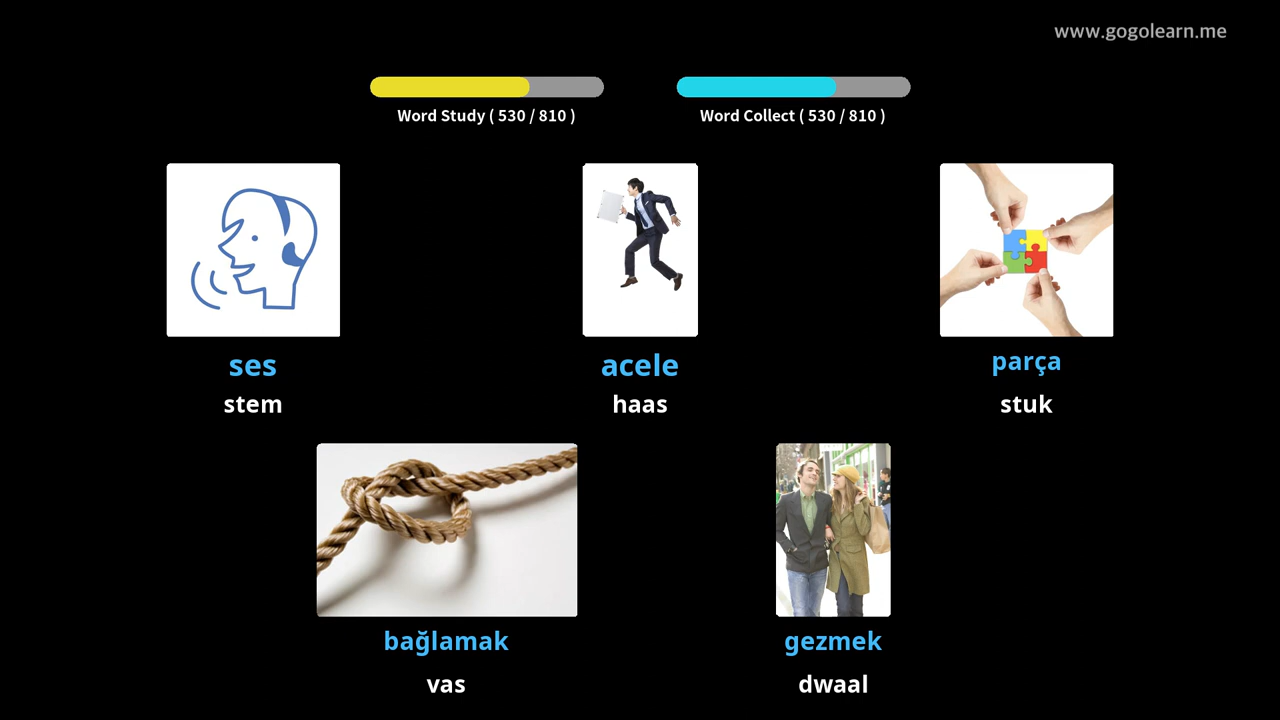 www.gogolearn.me
Word Study ( 530 / 810 )
Word Collect ( 530 / 810 )
ses
stem
acele
haas
parça
stuk
bağlamak
vas
gezmek
dwaal